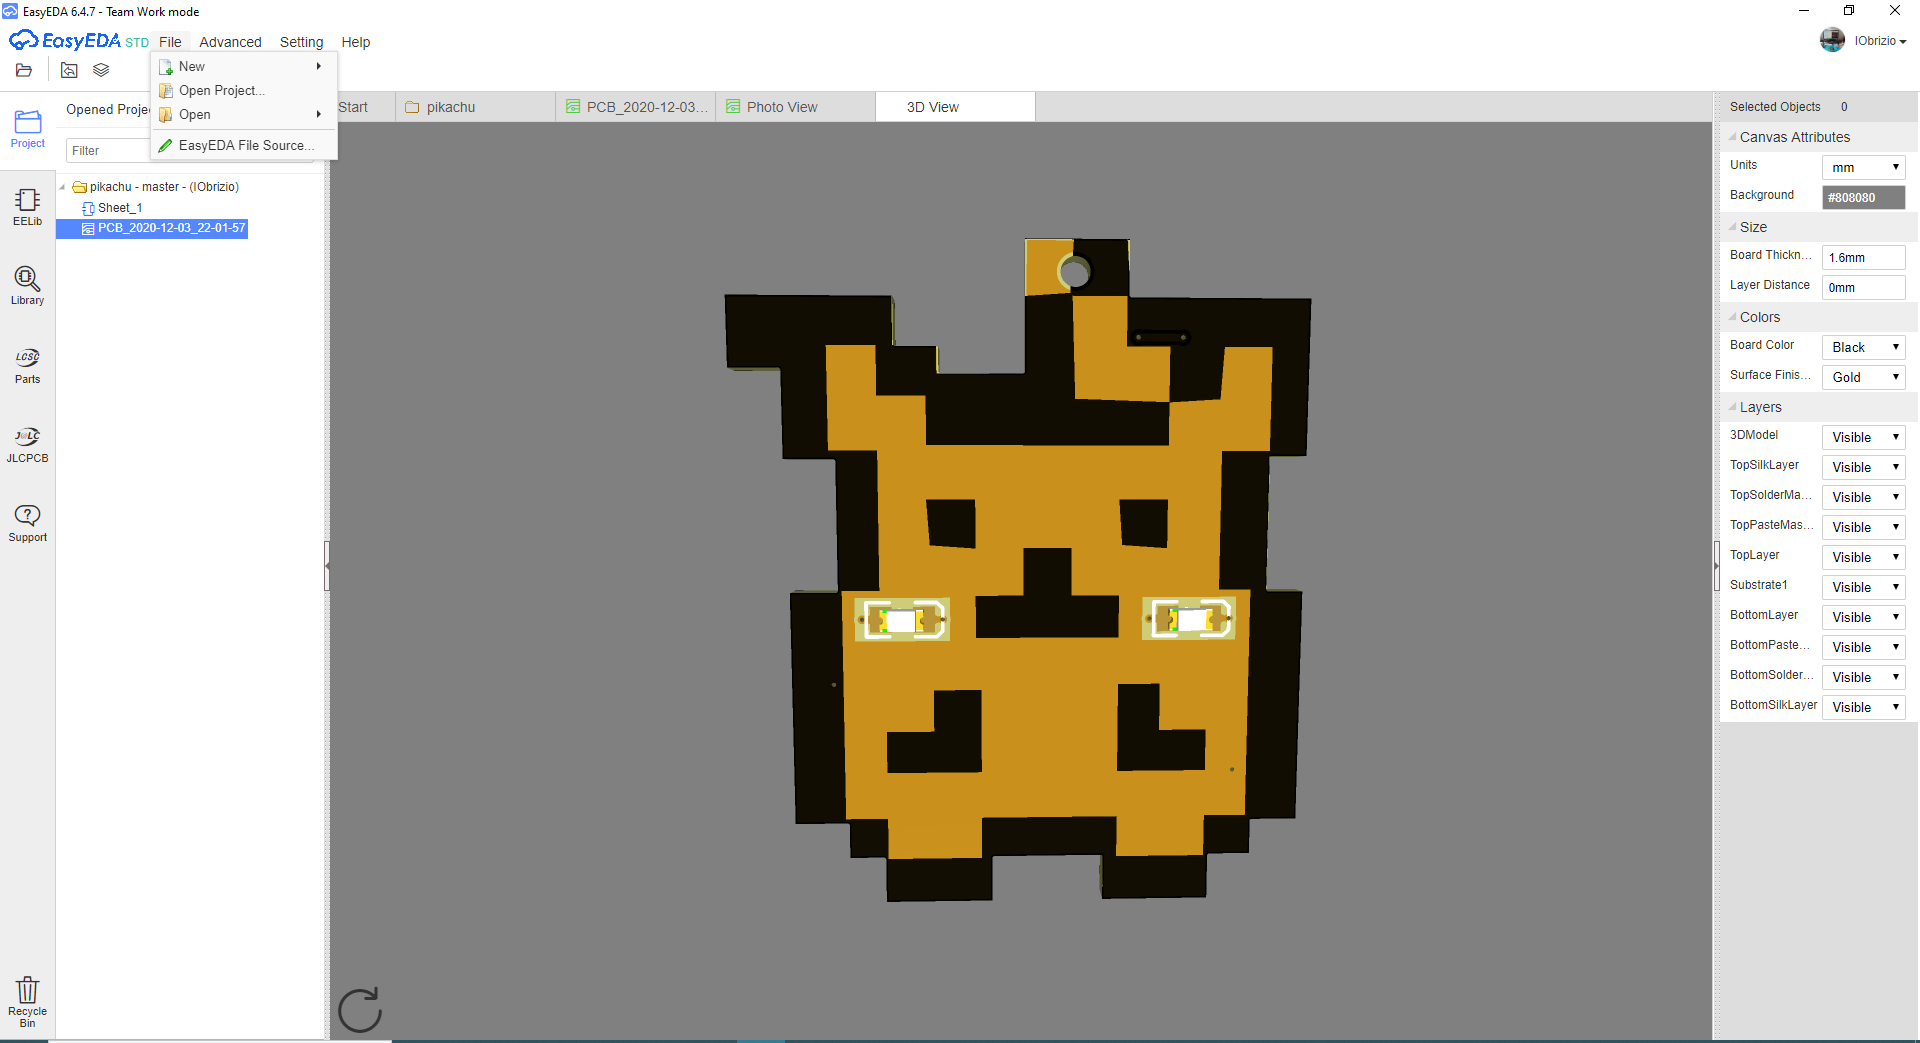 EasyEDA 6.4.7 - Team Work mode
EasyEDA STD File Advanced Setting Help
IObrizio
New
Open Project...
Open
EasyEDA File Source...
Opened Proje
Filter
Start
pikachu
PCB_2020-12-03...
Photo View
3D View
Project
EELib
Library
LCSC
Parts
J@LC
JLCPCB
Support
Recycle
Bin
pikachu - master - (IObrizio)
Sheet_1
PCB_2020-12-03_22-01-57
Selected Objects 0
Canvas Attributes
Units mm
Background #808080
Size
Board Thickn... 1.6mm
Layer Distance 0mm
Colors
Board Color Black
Surface Finis... Gold
Layers
3DModel Visible
TopSilkLayer Visible
TopSolderMa... Visible
TopPasteMas... Visible
TopLayer Visible
Substrate1 Visible
BottomLayer Visible
BottomPaste... Visible
BottomSolder... Visible
BottomSilkLayer Visible